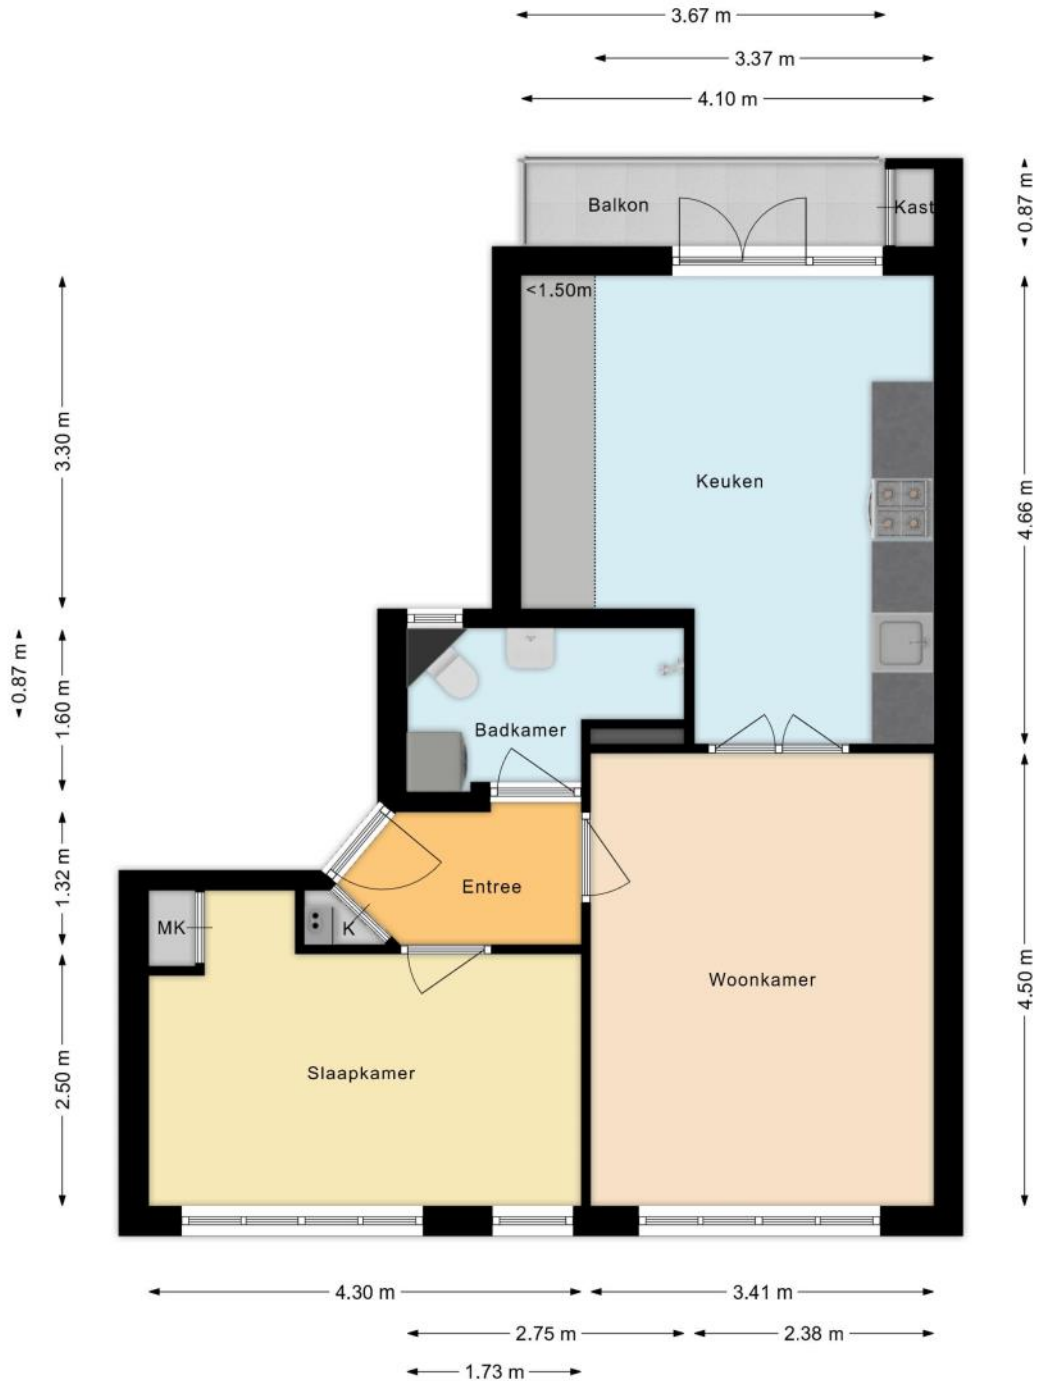 3.67 m
3.37 m
4.10 m
0.87 m
Balkon
Kast
<1.50m
3.30 m
Keuken
4.66 m
0.87 m
1.60 m
Badkamer
1.32 m
Entree
MK
K
Woonkamer
4.50 m
2.50 m
Slaapkamer
4.30 m
3.41 m
2.75 m
2.38 m
1.73 m